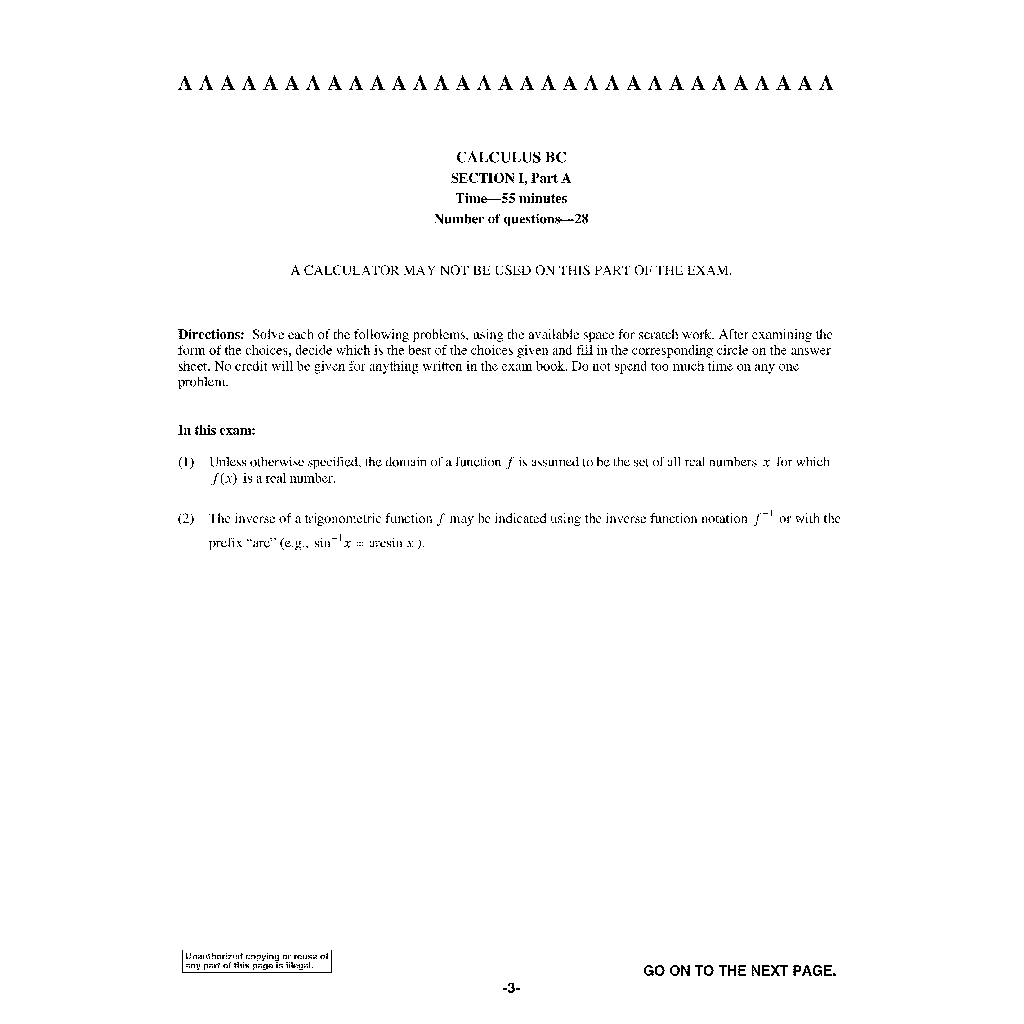 A A A A A A A A A A A A A A A A A A A A A A A A A A A A A A A
CALCULUS BC
SECTION I, Part A
Time—55 minutes
Number of questions—28
A CALCULATOR MAY NOT BE USED ON THIS PART OF THE EXAM.
Directions: Solve each of the following problems, using the available space for scratch work. After examining the
form of the choices, decide which is the best of the choices given and fill in the corresponding circle on the answer
sheet. No credit will be given for anything written in the exam book. Do not spend too much time on any one
problem.
In this exam:
(1) Unless otherwise specified, the domain of a function f is assumed to be the set of all real numbers x for which
f(x) is a real number.
(2) The inverse of a trigonometric function f may be indicated using the inverse function notation f⁻¹ or with the
prefix “arc” (e.g., sin⁻¹x = arcsin x).
Unauthorized copying or reuse of
any part of this page is illegal.
GO ON TO THE NEXT PAGE.
-3-